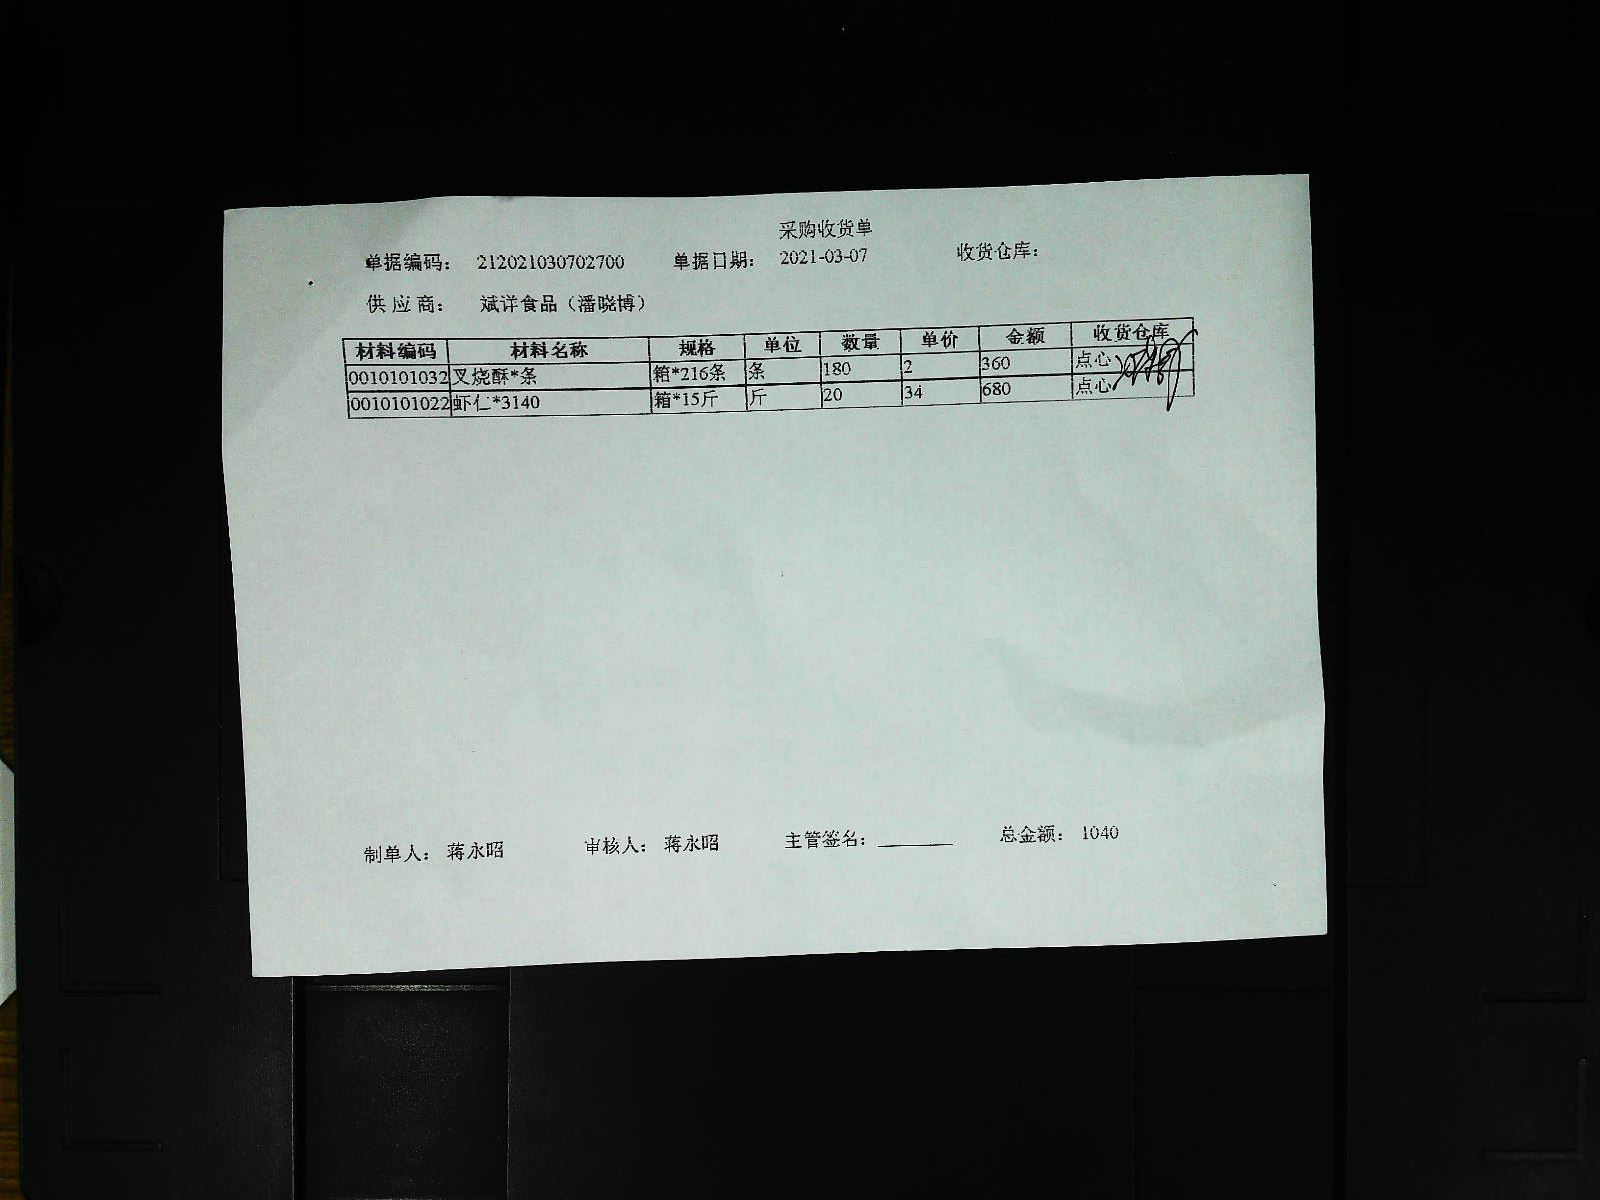 采购收货单
单据编码： 212021030702700 单据日期： 2021-03-07 收货仓库：
供应商： 斌详食品（潘晓博）
材料编码 材料名称 规格 单位 数量 单价 金额 收货仓库
0010101032 叉烧酥*条 箱*216条 条 180 2 360 点心
0010101022 虾仁*3140 箱*15斤 斤 20 34 680 点心
制单人： 蒋永昭 审核人： 蒋永昭 主管签名： 总金额： 1040